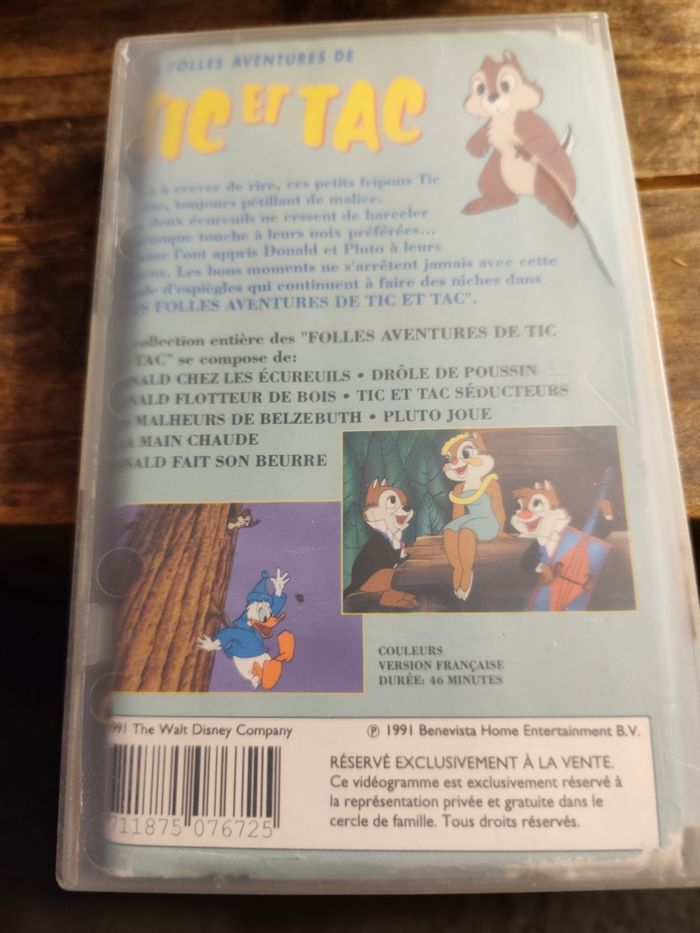 FOLLES AVENTURES DE
TIC ET TAC
à crever de rire, ces petits fripons Tic
toujours pétillant de malice.
deux écureuils ne cessent de harceler
touche à leurs noix préférées...
l'ont appris Donald et Pluto à leurs
Les bons moments ne s'arrêtent jamais avec cette
d'espiègles qui continuent à faire des niches dans
FOLLES AVENTURES DE TIC ET TAC".
collection entière des "FOLLES AVENTURES DE TIC
TAC" se compose de:
NALD CHEZ LES ÉCUREUILS • DRÔLE DE POUSSIN
NALD FLOTTEUR DE BOIS • TIC ET TAC SÉDUCTEURS
MALHEURS DE BELZEBUTH • PLUTO JOUE
A MAIN CHAUDE
NALD FAIT SON BEURRE
COULEURS
VERSION FRANÇAISE
DURÉE: 46 MINUTES
991 The Walt Disney Company
℗ 1991 Benevista Home Entertainment B.V.
RÉSERVÉ EXCLUSIVEMENT À LA VENTE.
Ce vidéogramme est exclusivement réservé à
la représentation privée et gratuite dans le
cercle de famille. Tous droits réservés.
711875 076725